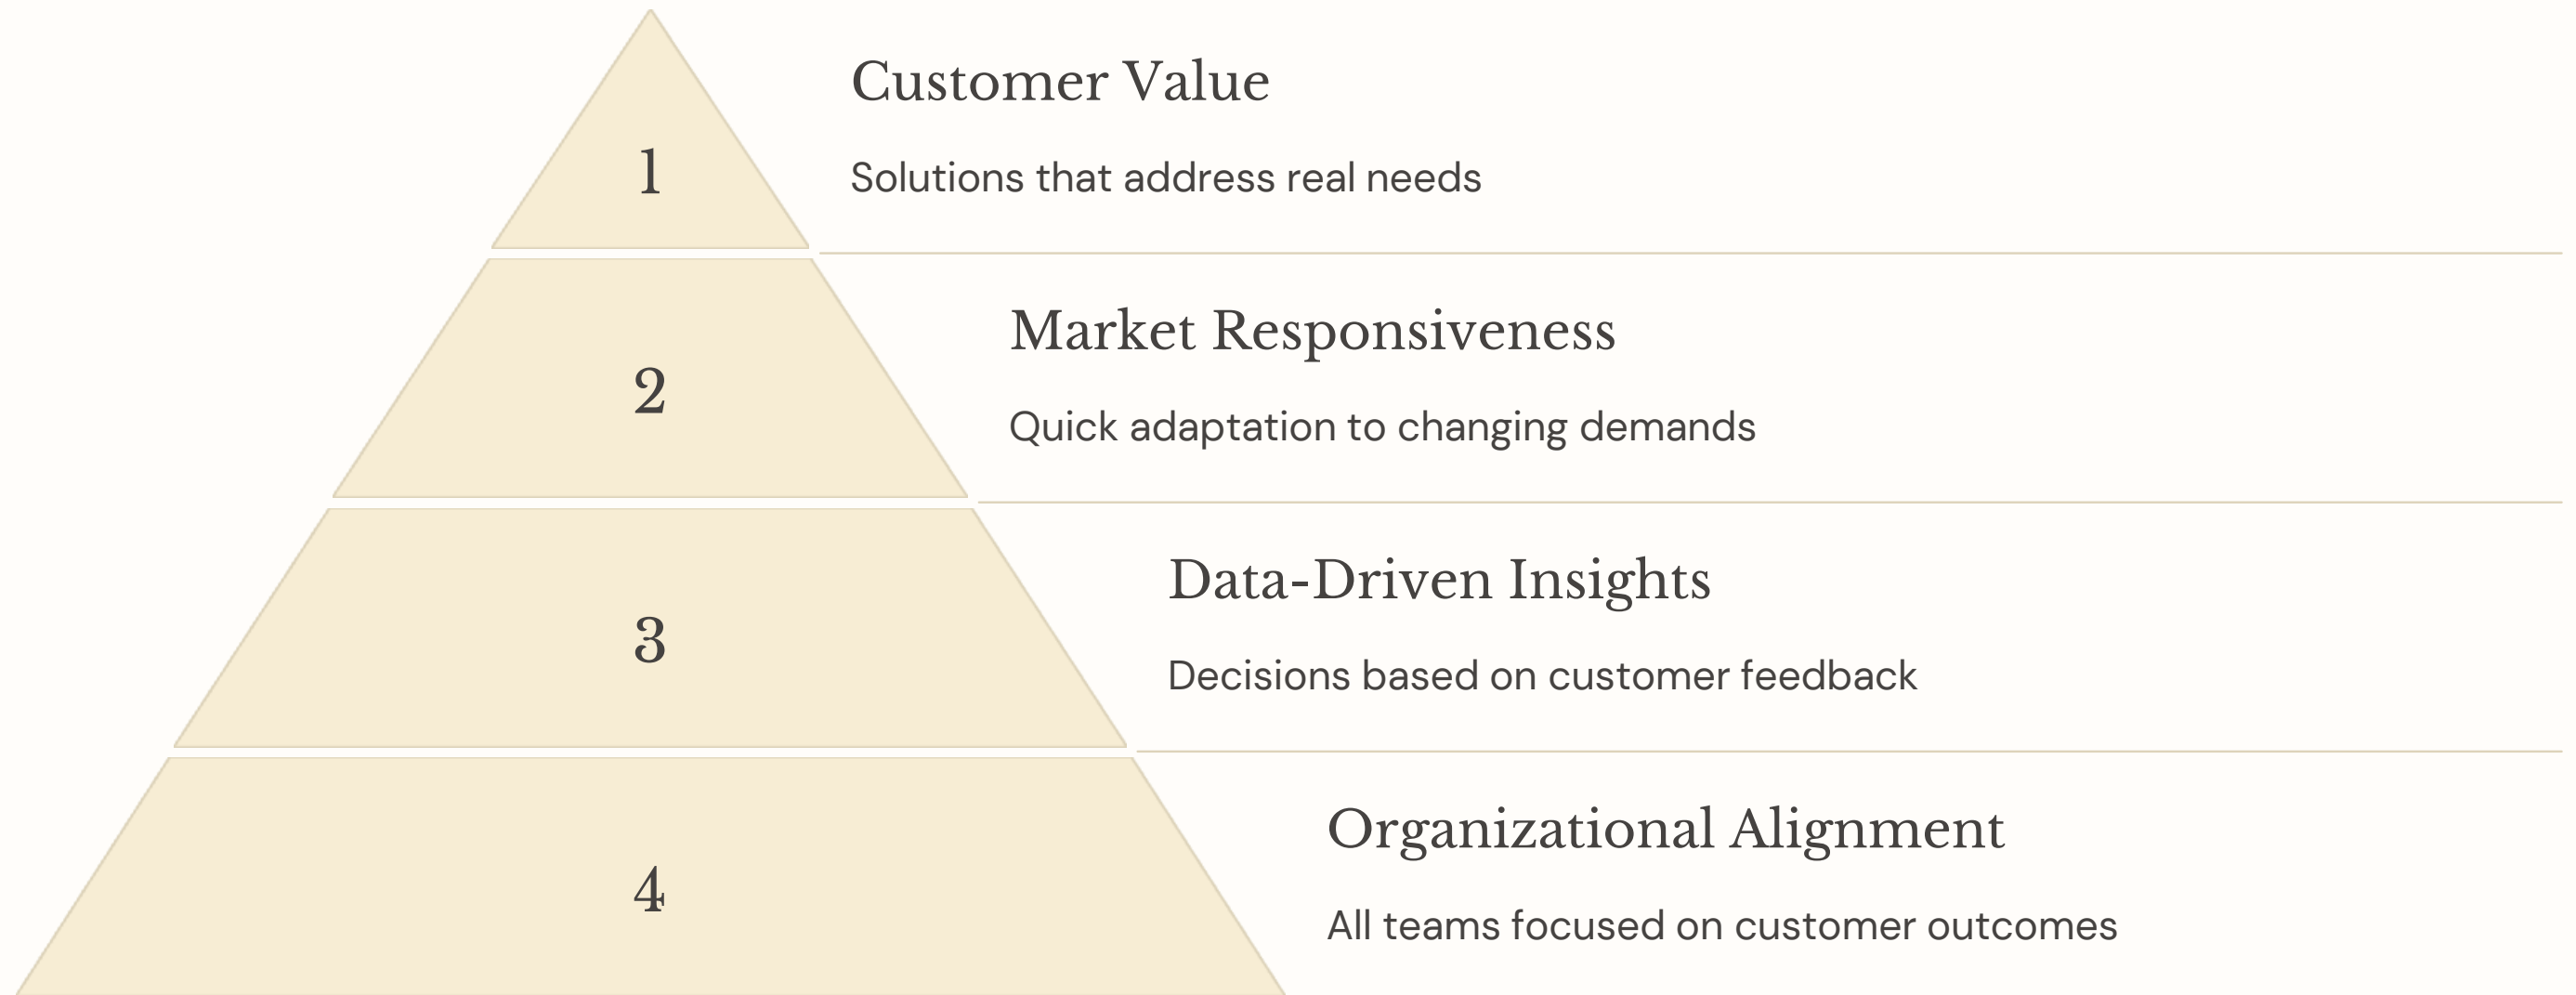 1
Customer Value
Solutions that address real needs
2
Market Responsiveness
Quick adaptation to changing demands
3
Data-Driven Insights
Decisions based on customer feedback
4
Organizational Alignment
All teams focused on customer outcomes